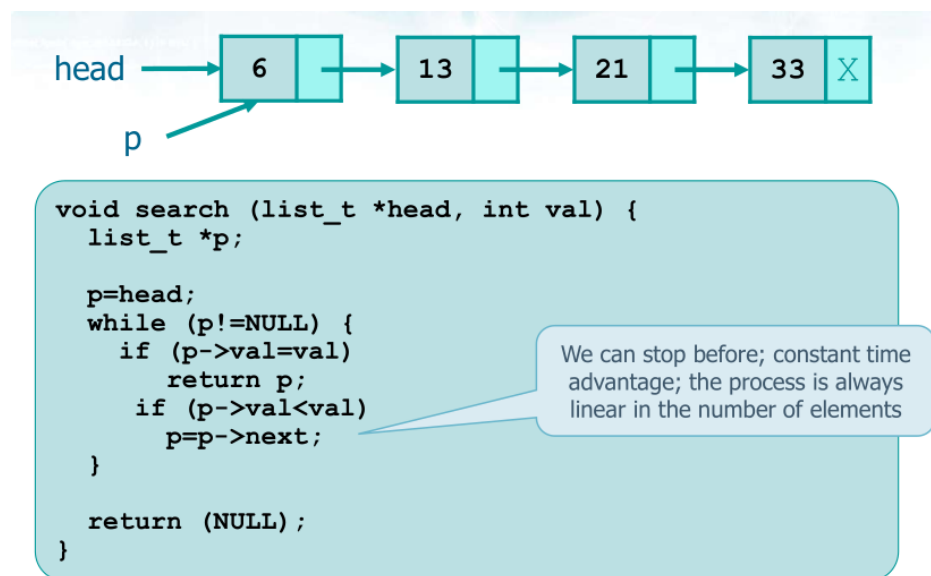 head 6 13 21 33 X
p
void search (list_t *head, int val) {
list_t *p;
p=head;
while (p!=NULL) {
if (p->val=val)
return p;
if (p->val<val)
p=p->next;
}
return (NULL);
}
We can stop before; constant time
advantage; the process is always
linear in the number of elements